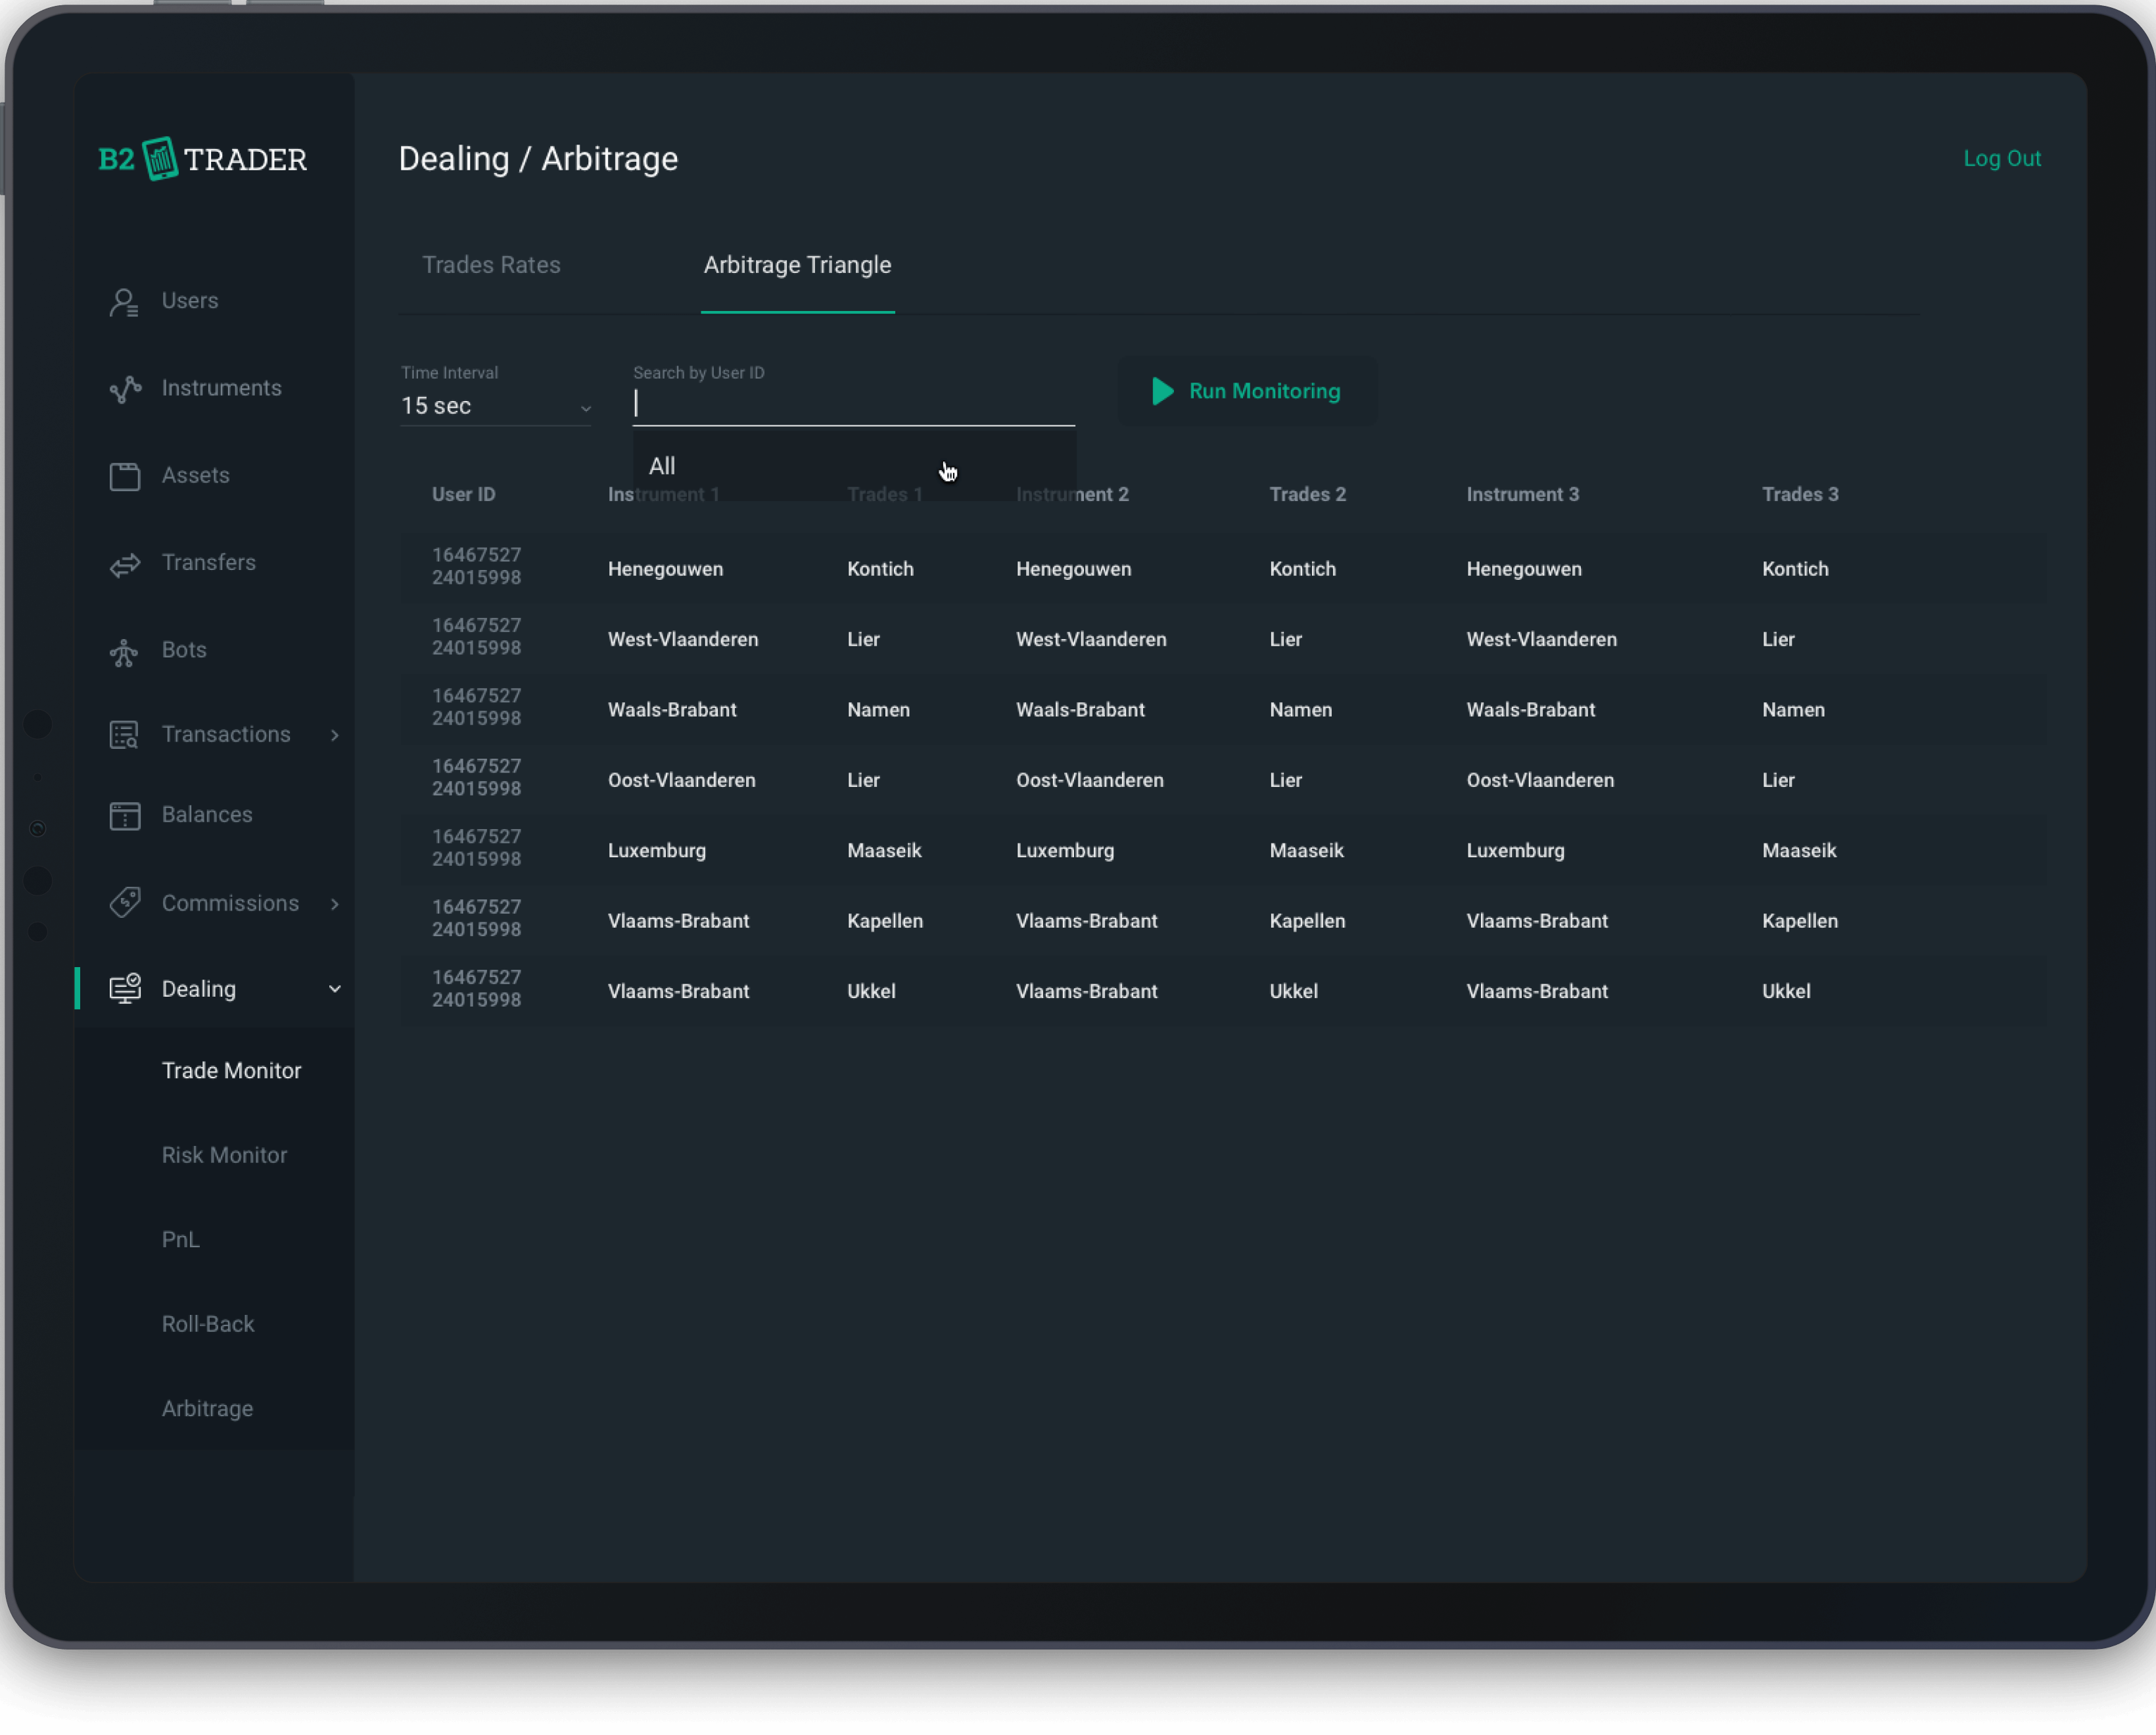 B2 TRADER
Dealing / Arbitrage
Log Out
Users
Instruments
Assets
Transfers
Bots
Transactions
Balances
Commissions
Dealing
Trade Monitor
Risk Monitor
PnL
Roll-Back
Arbitrage
Trades Rates
Arbitrage Triangle
Time Interval
15 sec
Search by User ID
Run Monitoring
All
User ID Instrument 1 Trades 1 Instrument 2 Trades 2 Instrument 3 Trades 3
16467527
24015998
Henegouwen Kontich Henegouwen Kontich Henegouwen Kontich
16467527
24015998
West-Vlaanderen Lier West-Vlaanderen Lier West-Vlaanderen Lier
16467527
24015998
Waals-Brabant Namen Waals-Brabant Namen Waals-Brabant Namen
16467527
24015998
Oost-Vlaanderen Lier Oost-Vlaanderen Lier Oost-Vlaanderen Lier
16467527
24015998
Luxemburg Maaseik Luxemburg Maaseik Luxemburg Maaseik
16467527
24015998
Vlaams-Brabant Kapellen Vlaams-Brabant Kapellen Vlaams-Brabant Kapellen
16467527
24015998
Vlaams-Brabant Ukkel Vlaams-Brabant Ukkel Vlaams-Brabant Ukkel